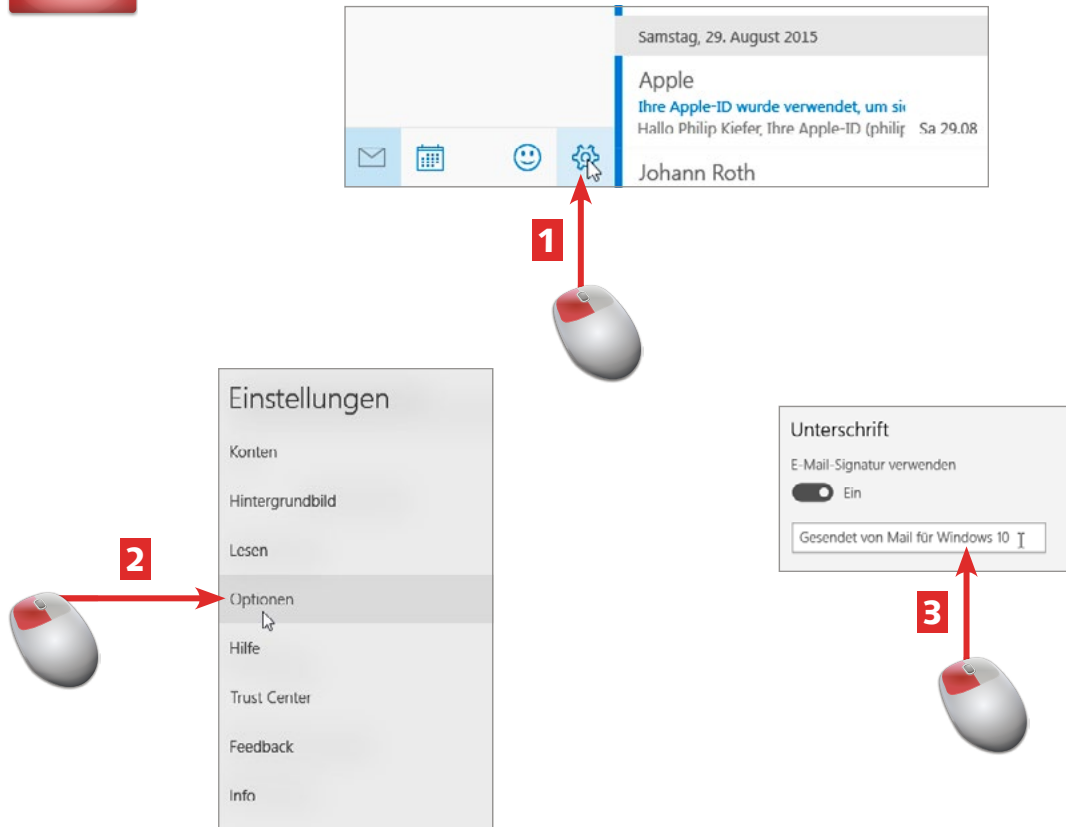 Samstag, 29. August 2015
Apple
Ihre Apple-ID wurde verwendet, um si
Hallo Philip Kiefer, Ihre Apple-ID (philip Sa 29.08
Johann Roth
1
Einstellungen
Konten
Hintergrundbild
Lesen
Optionen
Hilfe
Trust Center
Feedback
Info
2
Unterschrift
E-Mail-Signatur verwenden
Ein
Gesendet von Mail für Windows 10
3